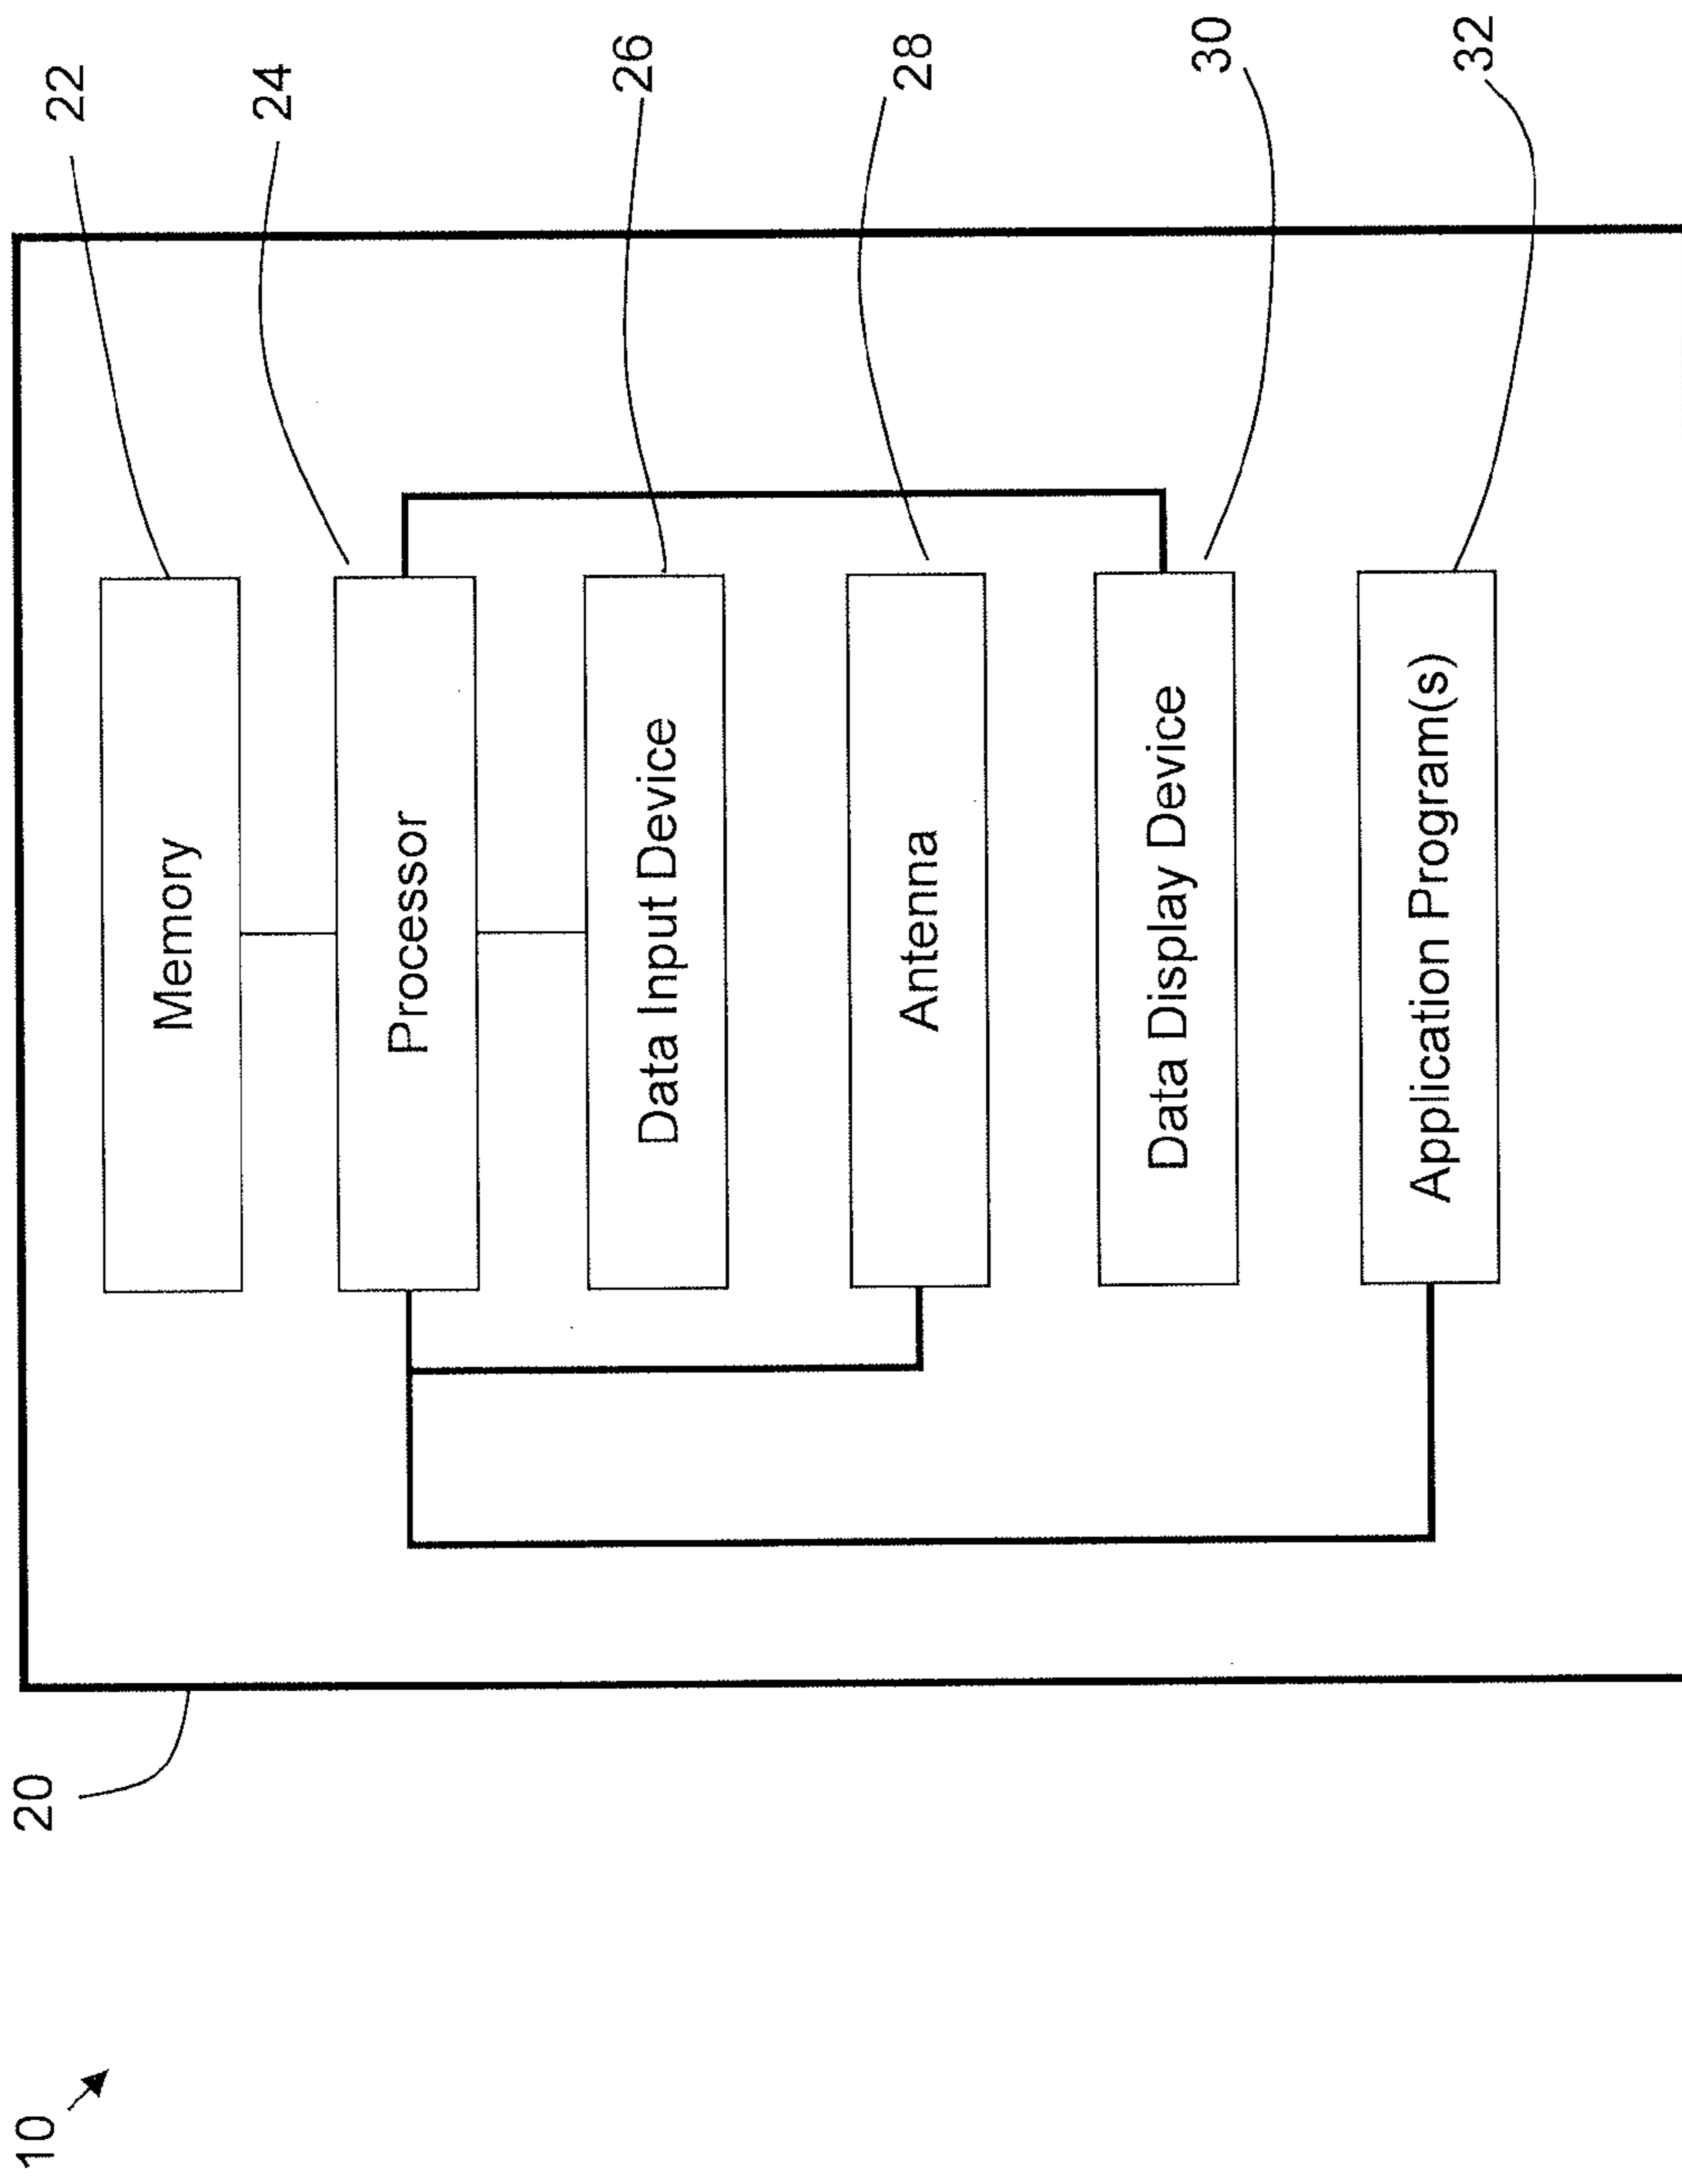 10
20
22
Memory
24
Processor
26
Data Input Device
28
Antenna
30
Data Display Device
32
Application Program(s)